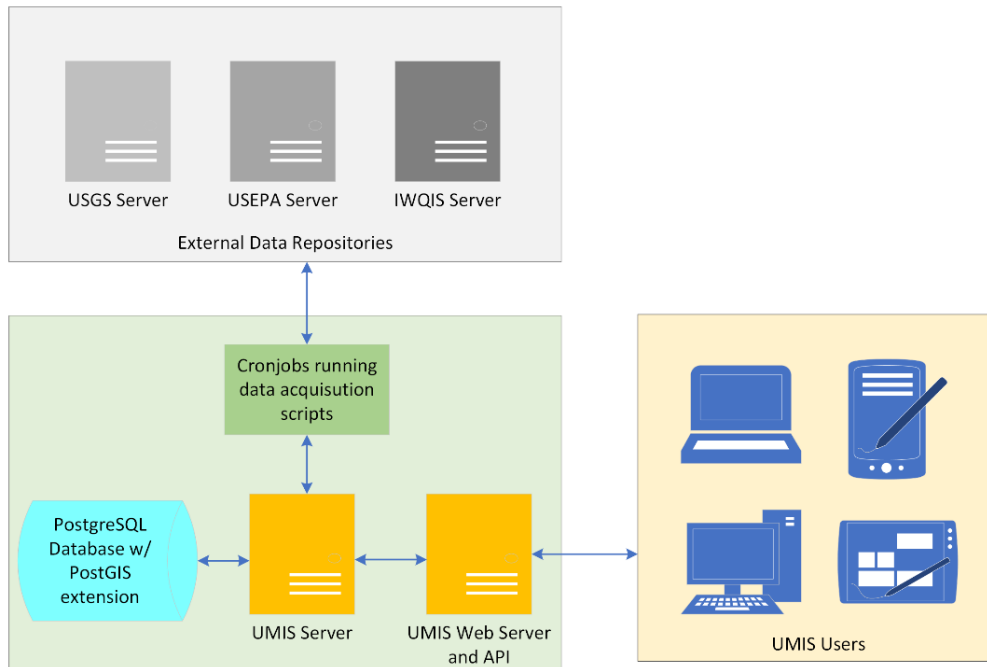 USGS Server
USEPA Server
IWQIS Server
External Data Repositories
Cronjobs running
data acquisution
scripts
PostgreSQL
Database w/
PostGIS
extension
UMIS Server
UMIS Web Server
and API
UMIS Users